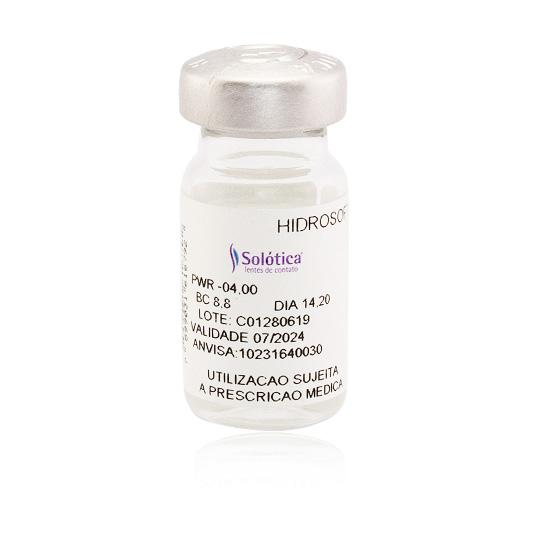 HIDROSOF
Solótica®
lentes de contato
PWR -04.00
BC 8.8 DIA 14.20
LOTE: C01280619
VALIDADE 07/2024
ANVISA:10231640030
UTILIZACAO SUJEITA
A PRESCRICAO MEDICA